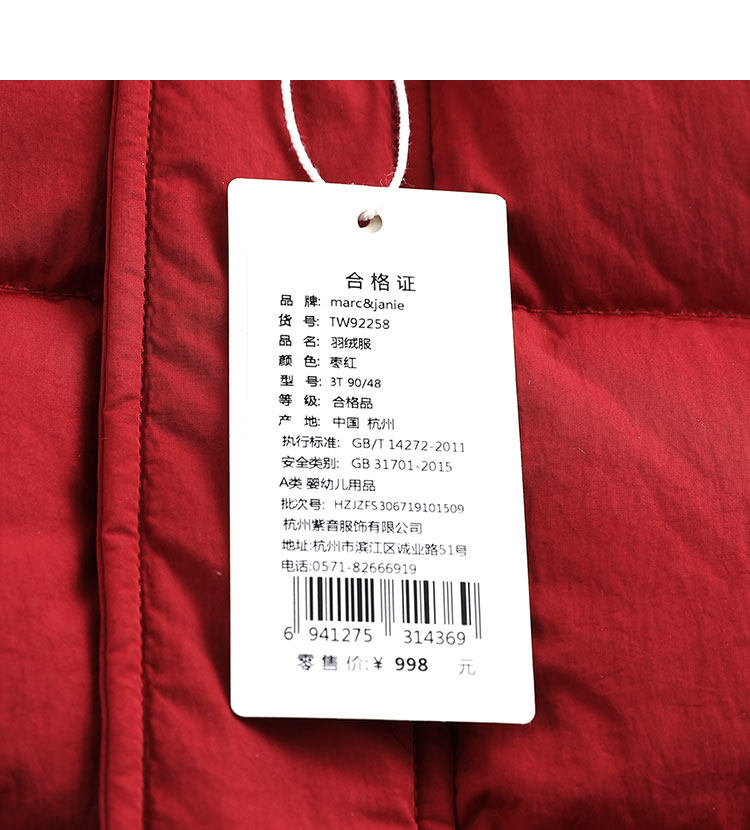 合格证
品 牌: marc&janie
货 号: TW92258
品 名: 羽绒服
颜 色: 枣红
型 号: 3T 90/48
等 级: 合格品
产 地: 中国 杭州
执行标准: GB/T 14272-2011
安全类别: GB 31701-2015
A类 婴幼儿用品
批次号: HZJZFS306719101509
杭州紫音服饰有限公司
地址:杭州市滨江区诚业路51号
电话:0571-82666919
6 941275 314369
零售价:¥ 998 元